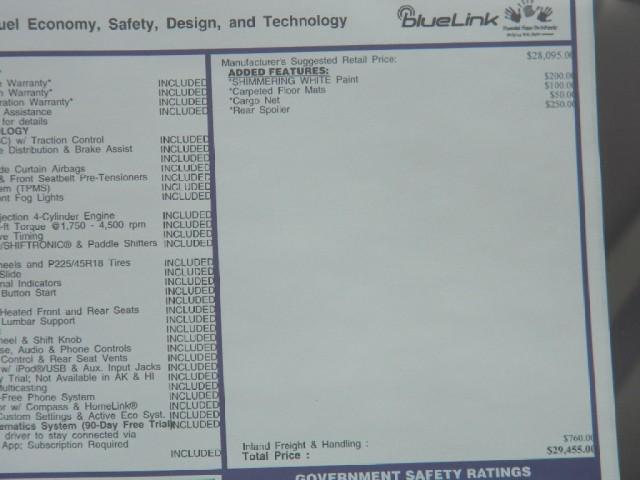 uel Economy, Safety, Design, and Technology
BlueLink
Manufacturer's Suggested Retail Price: $28,095.00
ADDED FEATURES:
*SHIMMERING WHITE Paint $200.00
*Carpeted Floor Mats $100.00
*Cargo Net $50.00
*Rear Spoiler $250.00
Inland Freight & Handling : $760.00
Total Price : $29,455.00
GOVERNMENT SAFETY RATINGS
e Warranty* INCLUDED
n Warranty* INCLUDED
ration Warranty* INCLUDED
Assistance INCLUDED
for details
LOGY
SC) w/ Traction Control INCLUDED
e Distribution & Brake Assist INCLUDED
INCLUDED
de Curtain Airbags INCLUDED
& Front Seatbelt Pre-Tensioners INCLUDED
em (TPMS) INCLUDED
ont Fog Lights INCLUDED
jection 4-Cylinder Engine INCLUDED
-ft Torque @1,750 - 4,500 rpm INCLUDED
ve Timing INCLUDED
/SHIFTRONIC® & Paddle Shifters INCLUDED
heels and P225/45R18 Tires INCLUDED
Slide INCLUDED
nal Indicators INCLUDED
Button Start INCLUDED
INCLUDED
Heated Front and Rear Seats INCLUDED
Lumbar Support INCLUDED
INCLUDED
heel & Shift Knob INCLUDED
se, Audio & Phone Controls INCLUDED
Control & Rear Seat Vents INCLUDED
w/ iPod®/USB & Aux. Input Jacks INCLUDED
y Trial; Not Available in AK & HI INCLUDED
Multicasting INCLUDED
-Free Phone System INCLUDED
or w/ Compass & HomeLink® INCLUDED
Custom Settings & Active Eco Syst. INCLUDED
ematics System (90-Day Free Trial) INCLUDED
driver to stay connected via
App; Subscription Required
INCLUDED